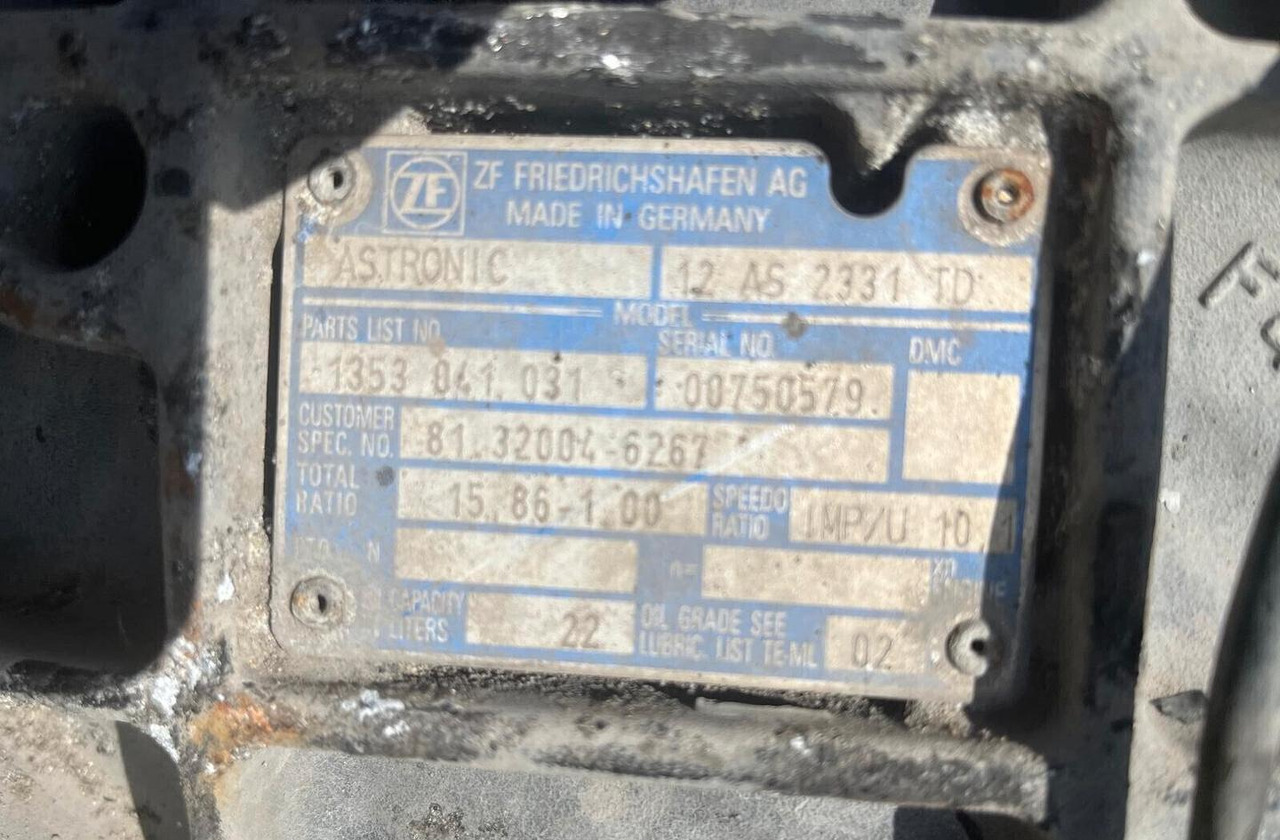 ZF ZF FRIEDRICHSHAFEN AG
MADE IN GERMANY
ASTRONIC 12 AS 2331 TD
MODEL
PARTS LIST NO. SERIAL NO. DMC
1353 041 031 00750579
CUSTOMER
SPEC. NO. 81.32004-6267
TOTAL
RATIO 15,86-1,00 SPEEDO
RATIO IMP/U 10,1
N n=
CAPACITY
LITERS 22 OIL GRADE SEE
LUBRIC. LIST TE-ML 02